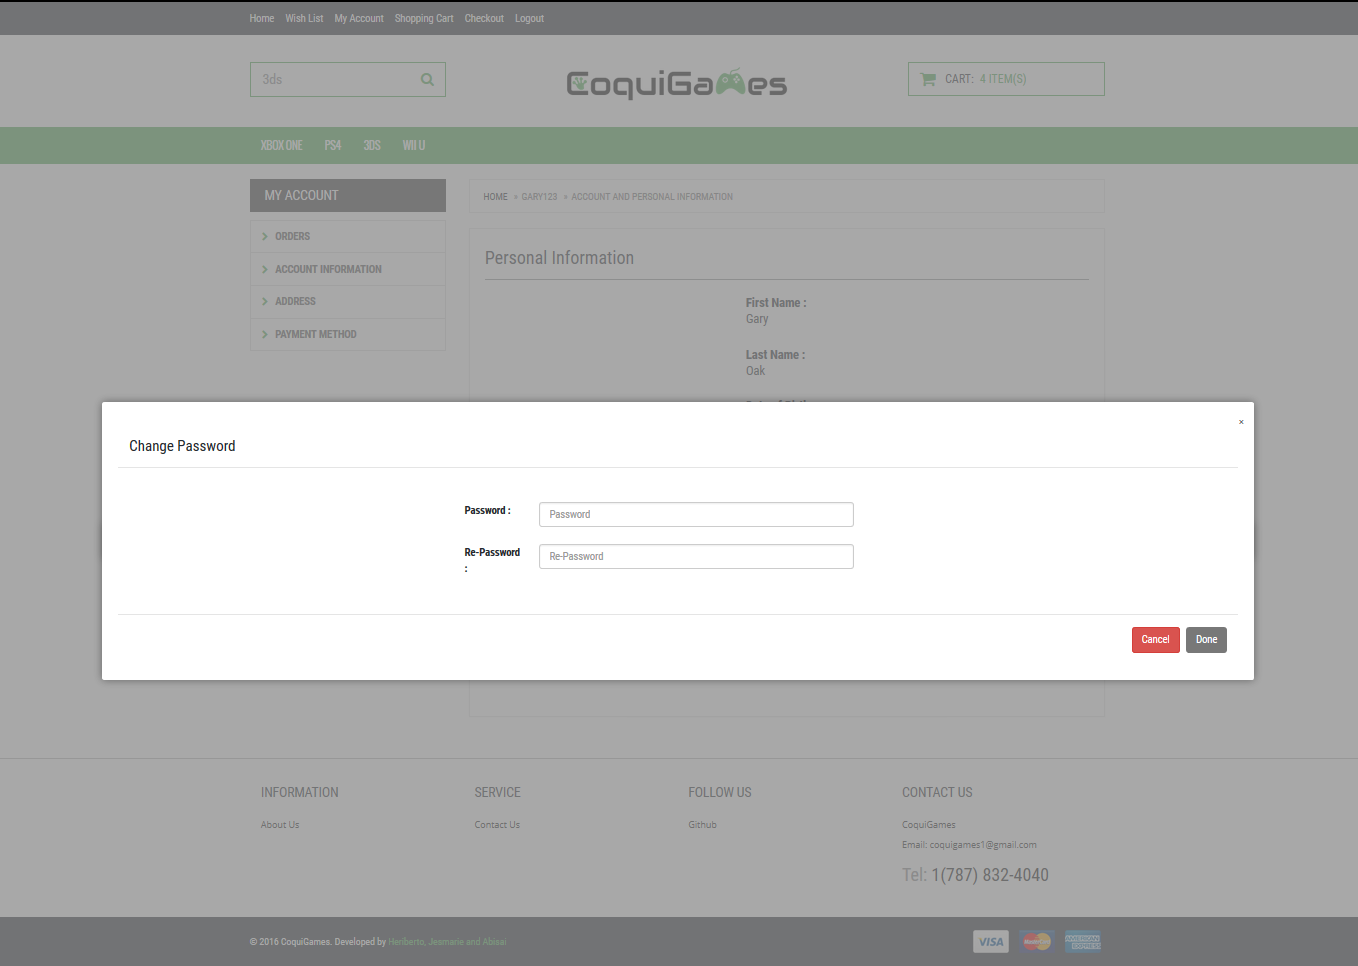 Home Wish List My Account Shopping Cart Checkout Logout
3ds
CoquiGames
CART: 4 ITEM(S)
XBOX ONE PS4 3DS WII U
MY ACCOUNT
HOME » GARY123 » ACCOUNT AND PERSONAL INFORMATION
ORDERS
ACCOUNT INFORMATION
ADDRESS
PAYMENT METHOD
Personal Information
First Name :
Gary
Last Name :
Oak
×
Change Password
Password : Password
Re-Password : Re-Password
Cancel Done
INFORMATION SERVICE FOLLOW US CONTACT US
About Us Contact Us Github CoquiGames
Email: coquigames1@gmail.com
Tel: 1(787) 832-4040
© 2016 CoquiGames. Developed by Heriberto, Jesmarie and Abisai
VISA MasterCard AMERICAN EXPRESS